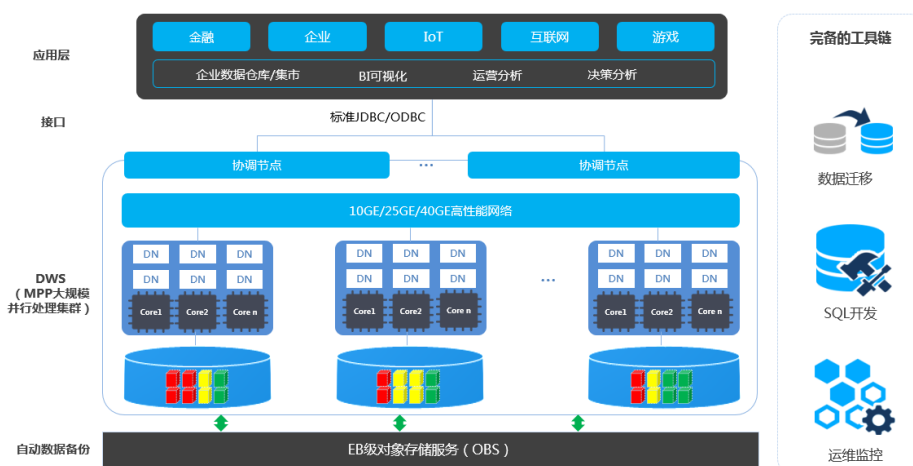 金融 企业 IoT 互联网 游戏
应用层
企业数据仓库/集市 BI可视化 运营分析 决策分析
接口
标准JDBC/ODBC
协调节点 ... 协调节点
10GE/25GE/40GE高性能网络
DWS
(MPP大规模
并行处理集群)
DN DN DN
DN DN DN
Core1 Core2 Core n
DN DN DN
DN DN DN
Core1 Core2 Core n
...
DN DN DN
DN DN DN
Core1 Core2 Core n
自动数据备份
EB级对象存储服务(OBS)
完备的工具链
数据迁移
SQL开发
运维监控